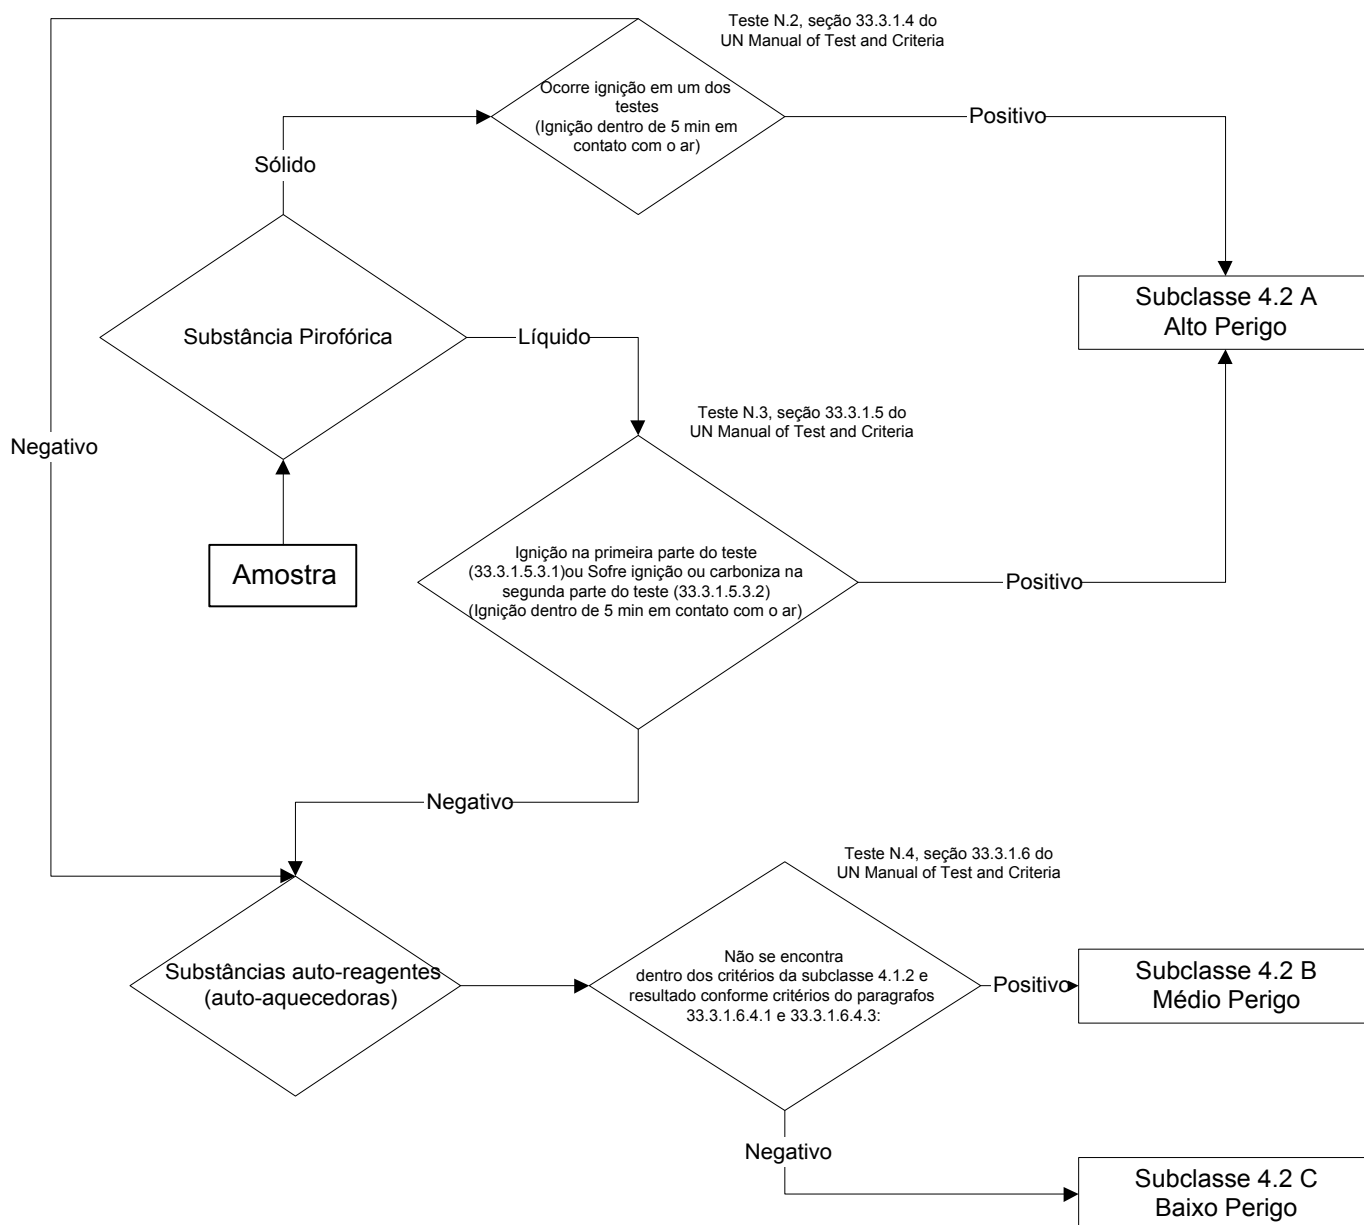 Teste N.2, seção 33.3.1.4 do
UN Manual of Test and Criteria
Ocorre ignição em um dos
testes
(Ignição dentro de 5 min em
contato com o ar)
Positivo
Sólido
Subclasse 4.2 A
Alto Perigo
Substância Pirofórica
Líquido
Teste N.3, seção 33.3.1.5 do
UN Manual of Test and Criteria
Negativo
Ignição na primeira parte do teste
(33.3.1.5.3.1)ou Sofre ignição ou carboniza na
segunda parte do teste (33.3.1.5.3.2)
(Ignição dentro de 5 min em contato com o ar)
Positivo
Amostra
Negativo
Teste N.4, seção 33.3.1.6 do
UN Manual of Test and Criteria
Substâncias auto-reagentes
(auto-aquecedoras)
Não se encontra
dentro dos critérios da subclasse 4.1.2 e
resultado conforme critérios do paragrafos
33.3.1.6.4.1 e 33.3.1.6.4.3:
Positivo
Subclasse 4.2 B
Médio Perigo
Negativo
Subclasse 4.2 C
Baixo Perigo